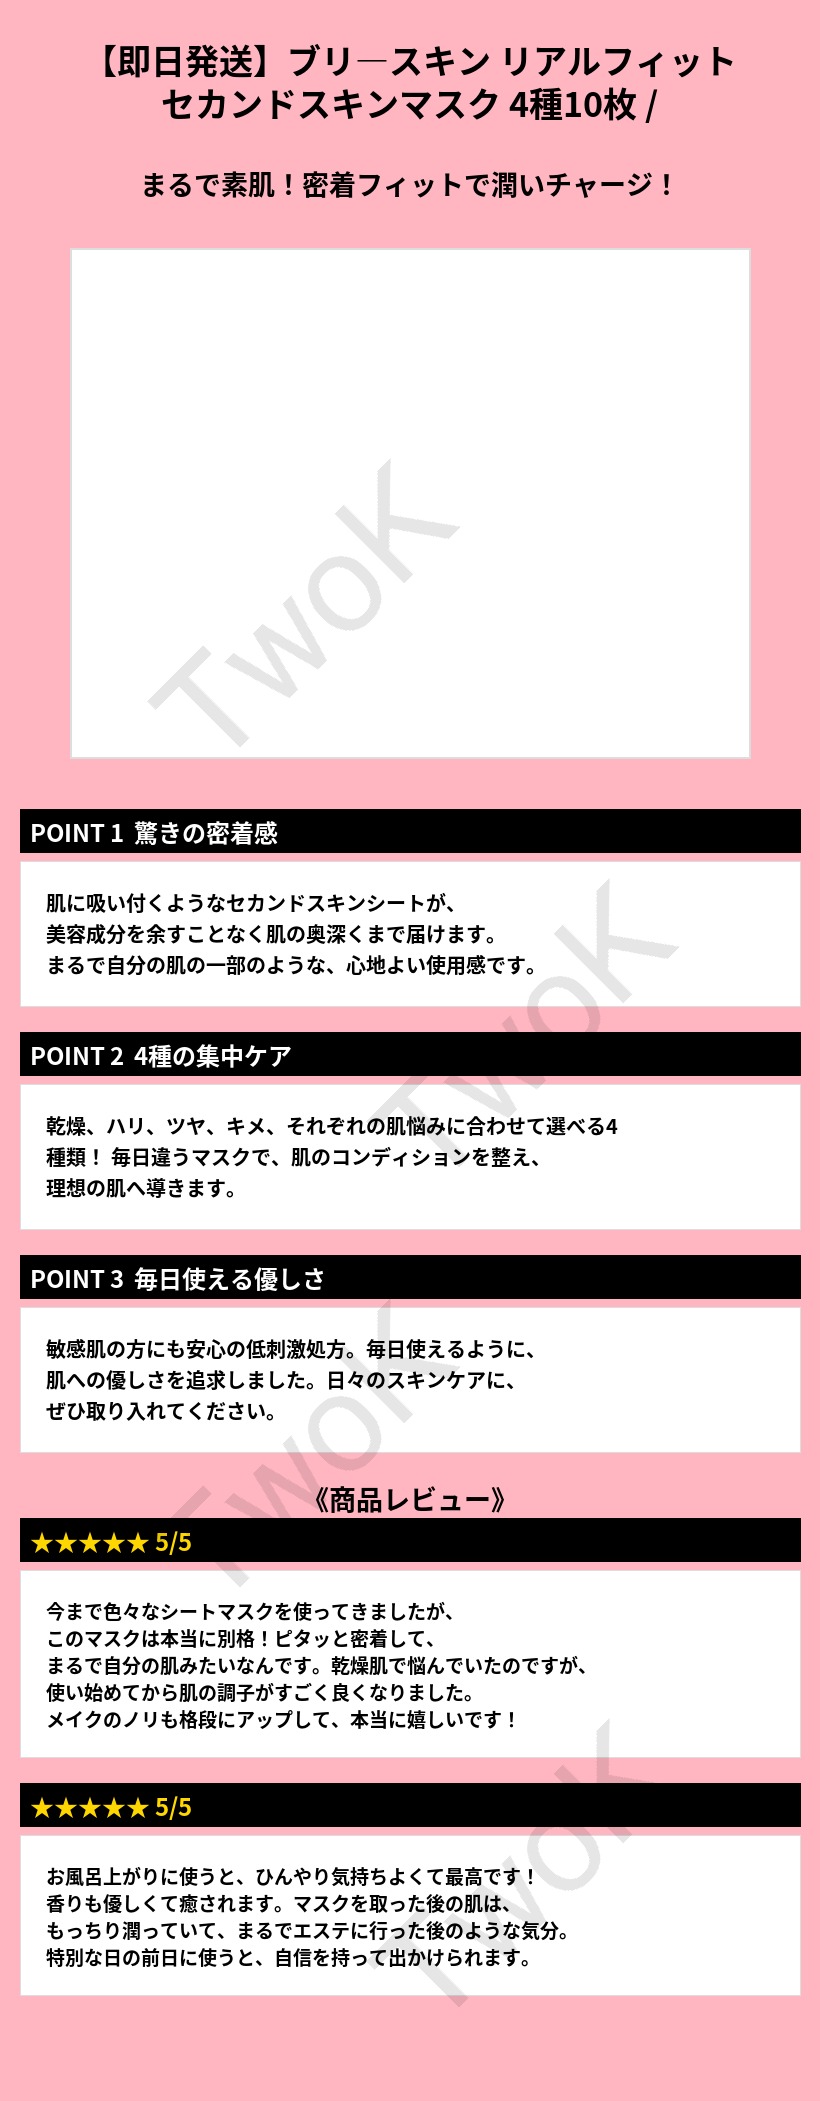 【即日発送】ブリ―スキン リアルフィット
セカンドスキンマスク 4種10枚 /
まるで素肌！密着フィットで潤いチャージ！
TwoK
POINT 1 驚きの密着感
肌に吸い付くようなセカンドスキンシートが、
美容成分を余すことなく肌の奥深くまで届けます。
まるで自分の肌の一部のような、心地よい使用感です。
TwoK
POINT 2 4種の集中ケア
乾燥、ハリ、ツヤ、キメ、それぞれの肌悩みに合わせて選べる4
種類！ 毎日違うマスクで、肌のコンディションを整え、
理想の肌へ導きます。
POINT 3 毎日使える優しさ
敏感肌の方にも安心の低刺激処方。毎日使えるように、
肌への優しさを追求しました。日々のスキンケアに、
ぜひ取り入れてください。
TwoK
《商品レビュー》
★★★★★ 5/5
今まで色々なシートマスクを使ってきましたが、
このマスクは本当に別格！ピタッと密着して、
まるで自分の肌みたいなんです。乾燥肌で悩んでいたのですが、
使い始めてから肌の調子がすごく良くなりました。
メイクのノリも格段にアップして、本当に嬉しいです！
★★★★★ 5/5
TwoK
お風呂上がりに使うと、ひんやり気持ちよくて最高です！
香りも優しくて癒されます。マスクを取った後の肌は、
もっちり潤っていて、まるでエステに行った後のような気分。
特別な日の前日に使うと、自信を持って出かけられます。